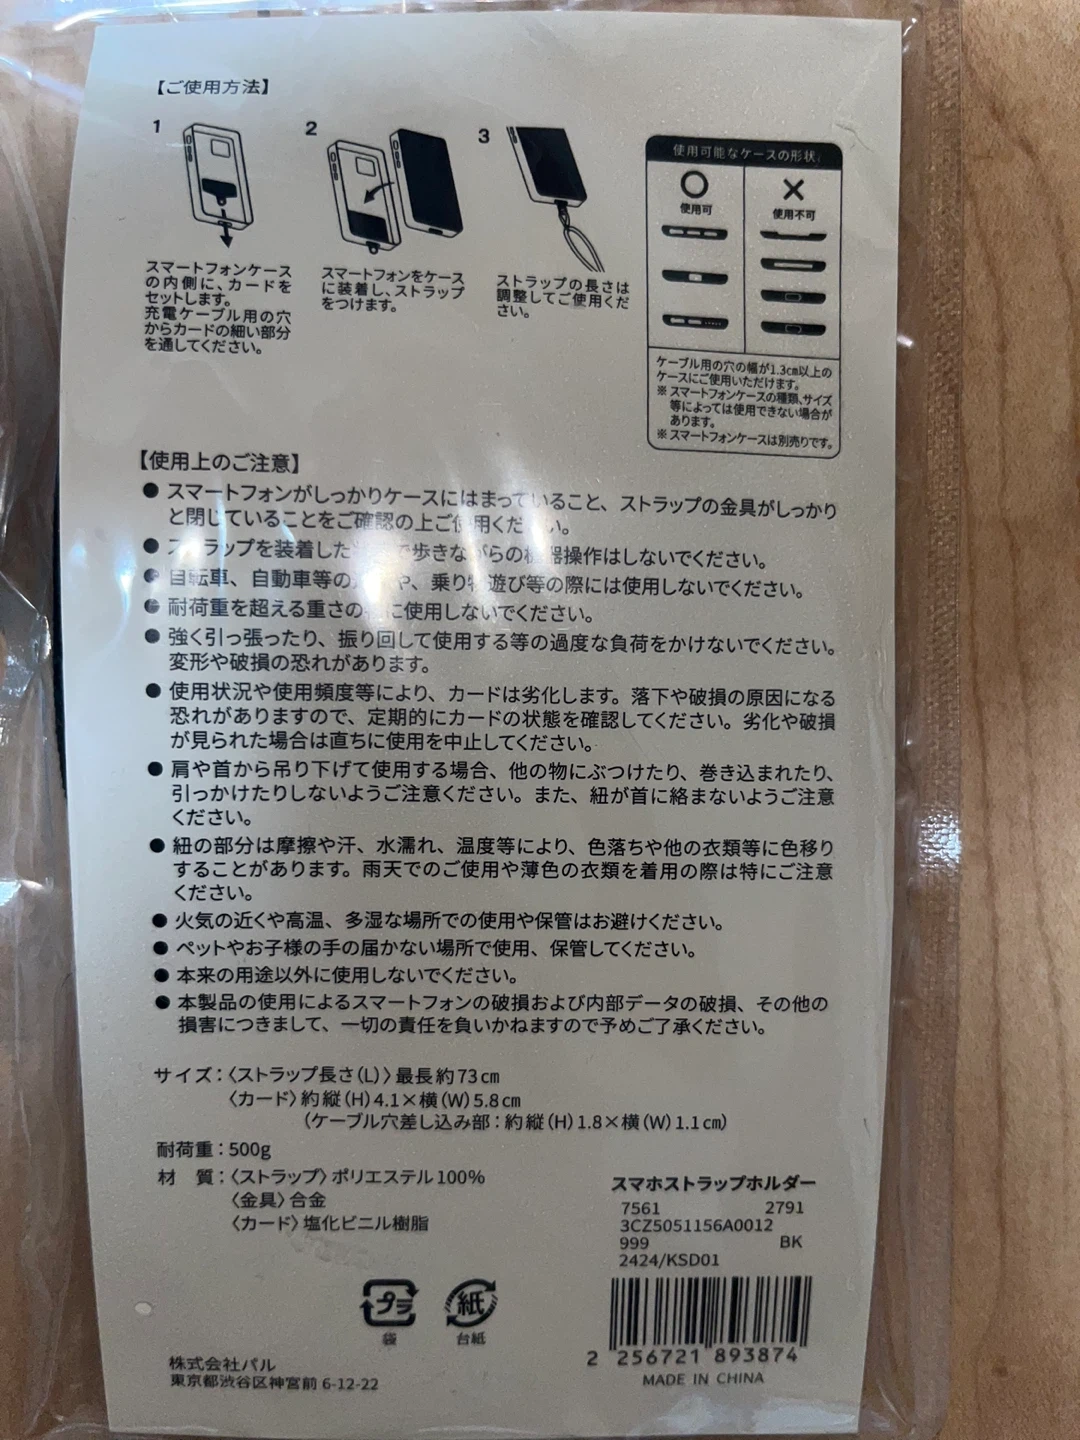 【ご使用方法】
1
2
3
スマートフォンケース
の内側に、カードを
セットします。
充電ケーブル用の穴
からカードの細い部分
を通してください。
スマートフォンをケース
に装着し、ストラップ
をつけます。
ストラップの長さは
調整してご使用くだ
さい。
使用可能なケースの形状
○ ×
使用可 使用不可
ケーブル用の穴の幅が1.3cm以上の
ケースにご使用いただけます。
※ スマートフォンケースの種類、サイズ
等によっては使用できない場合が
あります。
※ スマートフォンケースは別売りです。
【使用上のご注意】
● スマートフォンがしっかりケースにはまっていること、ストラップの金具がしっかり
と閉じていることをご確認の上ご使用ください。
● ストラップを装着した で歩きながらの機器操作はしないでください。
● 自転車、自動車等の や、乗り物遊び等の際には使用しないでください。
● 耐荷重を超える重さの に使用しないでください。
● 強く引っ張ったり、振り回して使用する等の過度な負荷をかけないでください。
変形や破損の恐れがあります。
● 使用状況や使用頻度等により、カードは劣化します。落下や破損の原因になる
恐れがありますので、定期的にカードの状態を確認してください。劣化や破損
が見られた場合は直ちに使用を中止してください。
● 肩や首から吊り下げて使用する場合、他の物にぶつけたり、巻き込まれたり、
引っかけたりしないようご注意ください。また、紐が首に絡まないようご注意
ください。
● 紐の部分は摩擦や汗、水濡れ、温度等により、色落ちや他の衣類等に色移り
することがあります。雨天でのご使用や薄色の衣類を着用の際は特にご注意
ください。
● 火気の近くや高温、多湿な場所での使用や保管はお避けください。
● ペットやお子様の手の届かない場所で使用、保管してください。
● 本来の用途以外に使用しないでください。
● 本製品の使用によるスマートフォンの破損および内部データの破損、その他の
損害につきまして、一切の責任を負いかねますので予めご了承ください。
サイズ：〈ストラップ長さ(L)〉最長約73cm
〈カード〉約縦(H)4.1×横(W)5.8cm
(ケーブル穴差し込み部：約縦(H)1.8×横(W)1.1cm)
耐荷重：500g
材 質：〈ストラップ〉ポリエステル100%
〈金具〉合金
〈カード〉塩化ビニル樹脂
スマホストラップホルダー
7561 2791
3CZ5051156A0012
999 BK
2424/KSD01
プラ 紙
袋 台紙
2 256721 893874
MADE IN CHINA
株式会社パル
東京都渋谷区神宮前 6-12-22